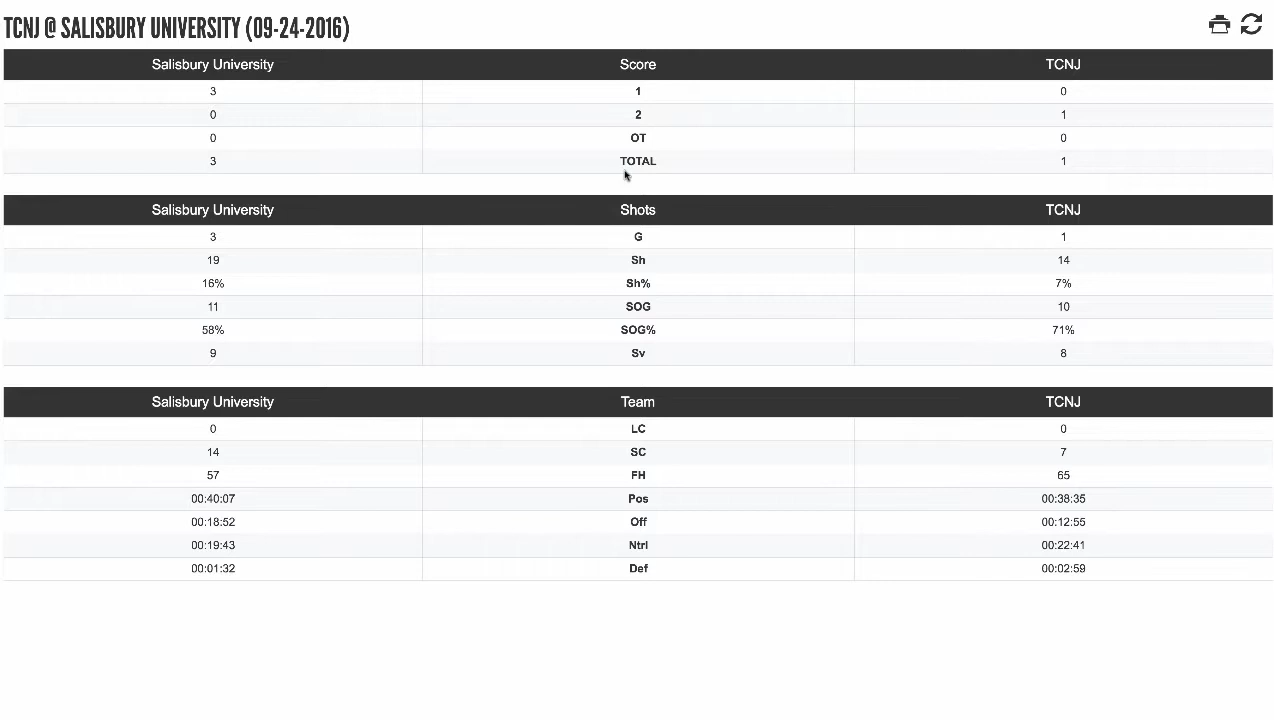 TCNJ @ SALISBURY UNIVERSITY (09-24-2016)
Salisbury University Score TCNJ
3 1 0
0 2 1
0 OT 0
3 TOTAL 1
Salisbury University Shots TCNJ
3 G 1
19 Sh 14
16% Sh% 7%
11 SOG 10
58% SOG% 71%
9 Sv 8
Salisbury University Team TCNJ
0 LC 0
14 SC 7
57 FH 65
00:40:07 Pos 00:38:35
00:18:52 Off 00:12:55
00:19:43 Ntrl 00:22:41
00:01:32 Def 00:02:59